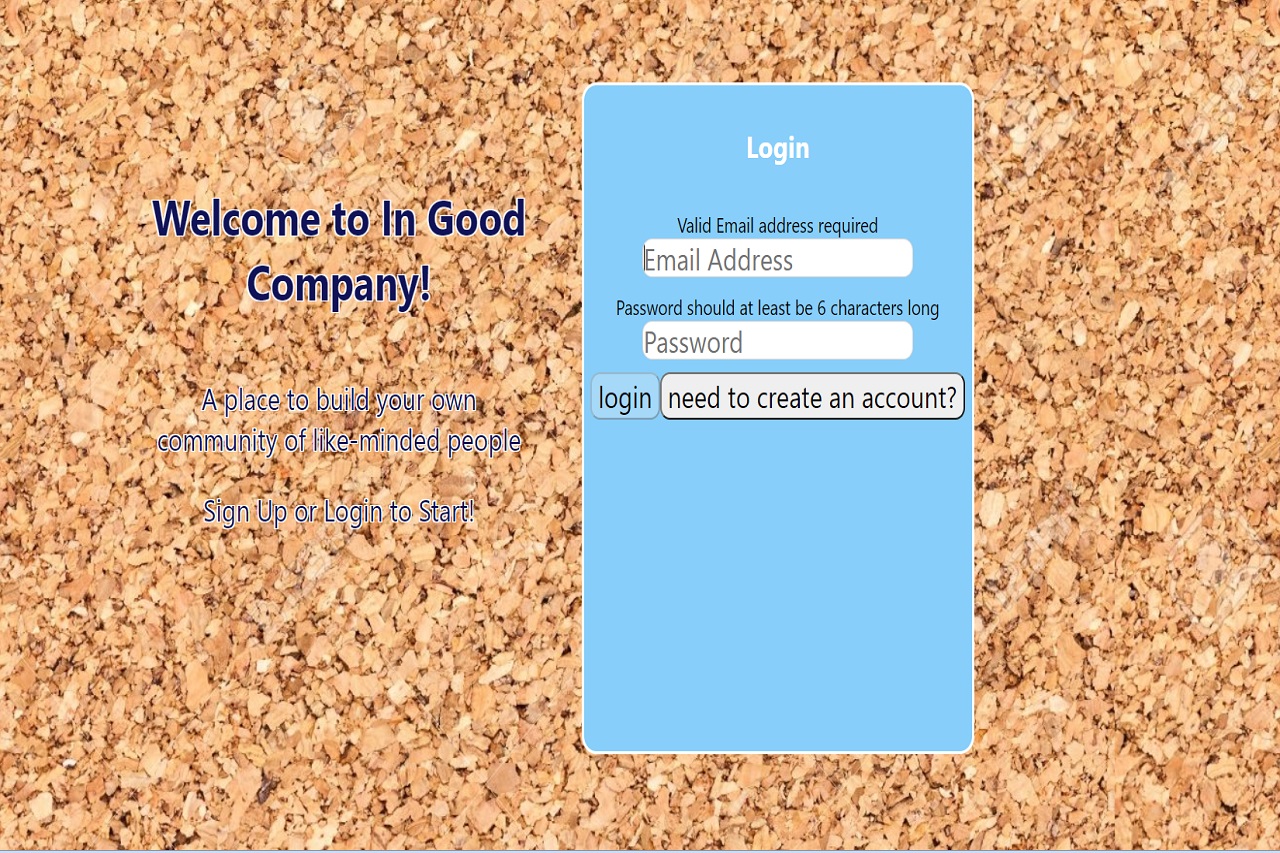 Welcome to In Good
Company!
A place to build your own
community of like-minded people
Sign Up or Login to Start!
Login
Valid Email address required
Email Address
Password should at least be 6 characters long
Password
login need to create an account?